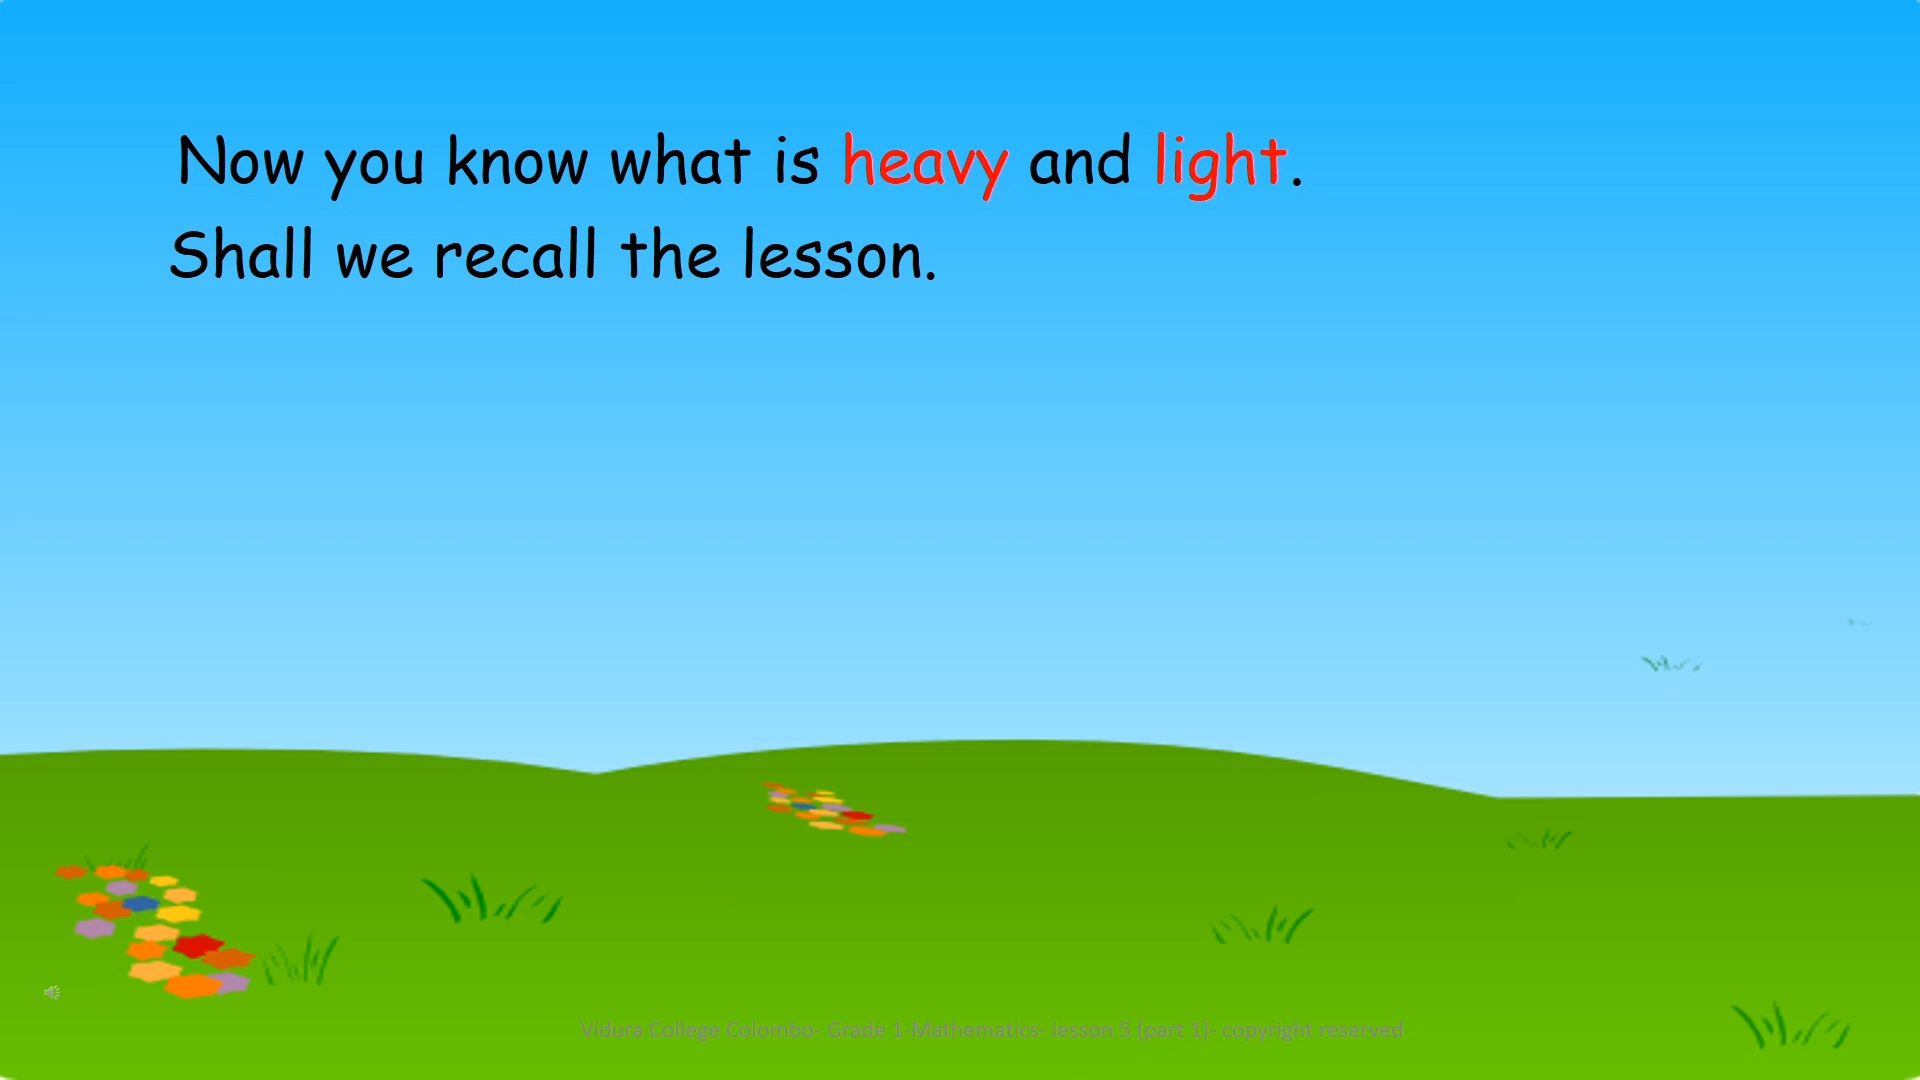 Now you know what is heavy and light.
Shall we recall the lesson.
Vidura College Colombo- Grade 1-Mathematics- lesson 5 (part 1)- copyright reserved